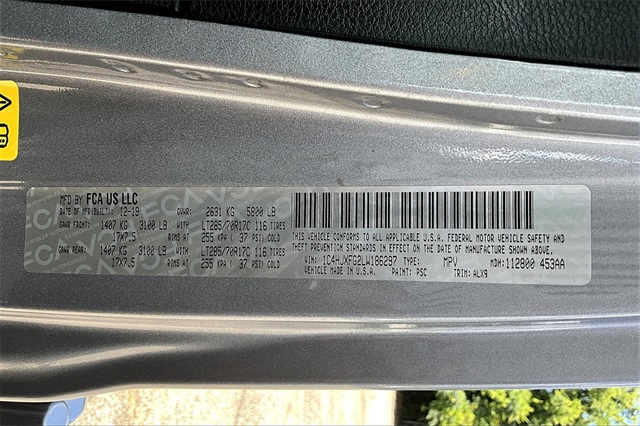 MFD BY FCA US LLC
DATE OF MFR(BUILT): 12-19 GVWR: 2631 KG 5800 LB
GAWR FRONT: 1407 KG 3100 LB LT285/70R17C 116 TIRES
17X7.5 RIMS AT 255 KPA ( 37 PSI) COLD
GAWR REAR: 1407 KG 3100 LB LT285/70R17C 116 TIRES
17X7.5 RIMS AT 255 KPA ( 37 PSI) COLD
THIS VEHICLE CONFORMS TO ALL APPLICABLE U.S.A. FEDERAL MOTOR VEHICLE SAFETY AND
THEFT PREVENTION STANDARDS IN EFFECT ON THE DATE OF MANUFACTURE SHOWN ABOVE.
VIN: 1C4HJXFG2LW186297 TYPE: MPV MDH: 112800 453AA
VEHICLE MADE IN U.S.A. PAINT: PSC TRIM: ALX9